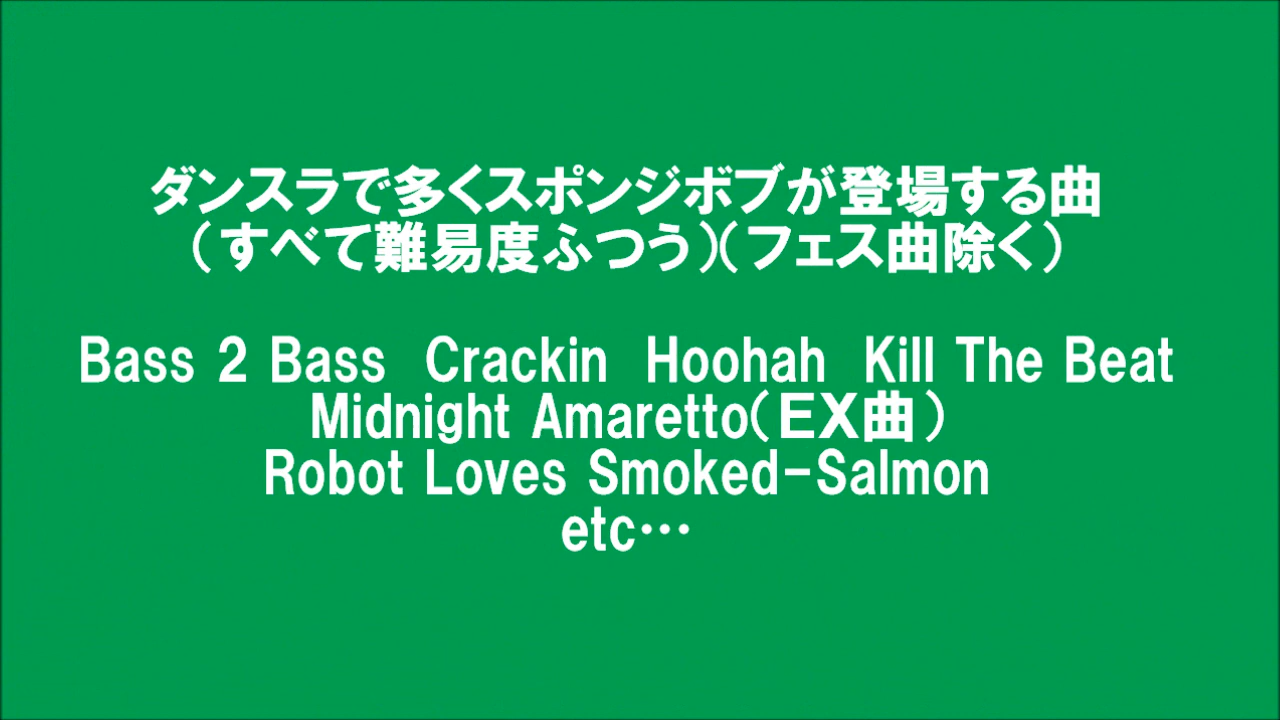 ダンスラで多くスポンジボブが登場する曲
（すべて難易度ふつう）（フェス曲除く）
Bass 2 Bass　Crackin　Hoohah　Kill The Beat
Midnight Amaretto（ＥＸ曲）
Robot Loves Smoked-Salmon
etc…